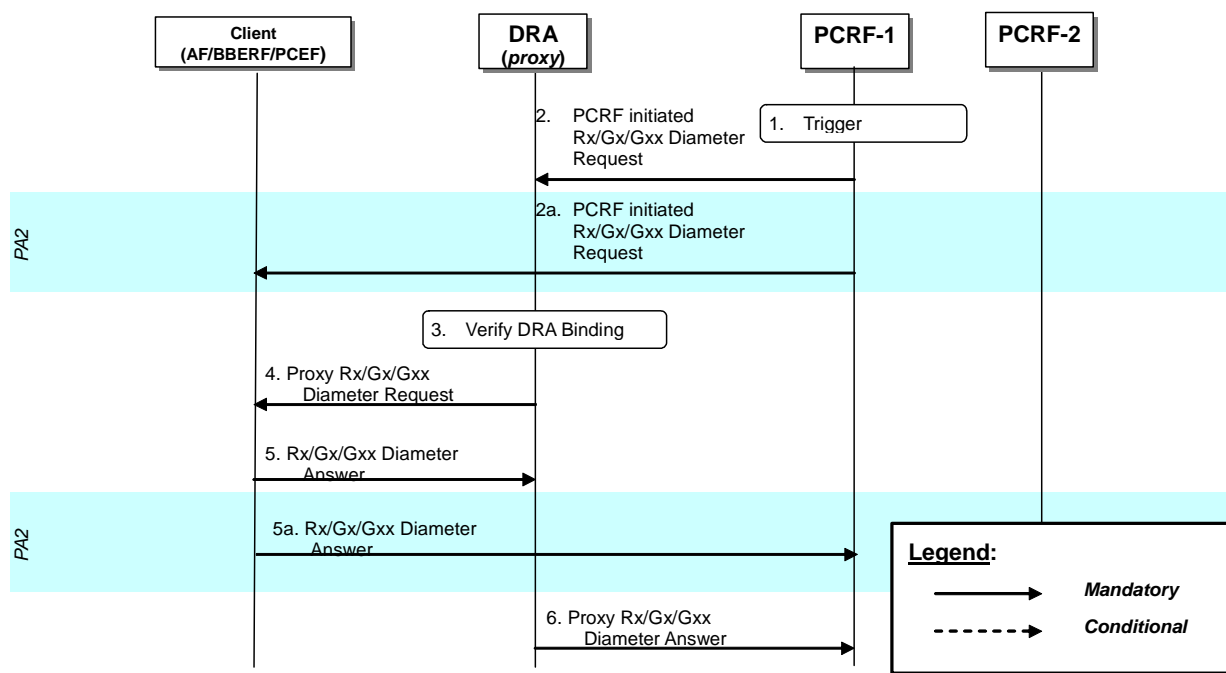 Client
(AF/BBERF/PCEF)
DRA
(proxy)
PCRF-1
PCRF-2
1. Trigger
2. PCRF initiated
Rx/Gx/Gxx Diameter
Request
PA2
2a. PCRF initiated
Rx/Gx/Gxx Diameter
Request
3. Verify DRA Binding
4. Proxy Rx/Gx/Gxx
Diameter Request
5. Rx/Gx/Gxx Diameter
Answer
PA2
5a. Rx/Gx/Gxx Diameter
Answer
6. Proxy Rx/Gx/Gxx
Diameter Answer
Legend:
Mandatory
Conditional